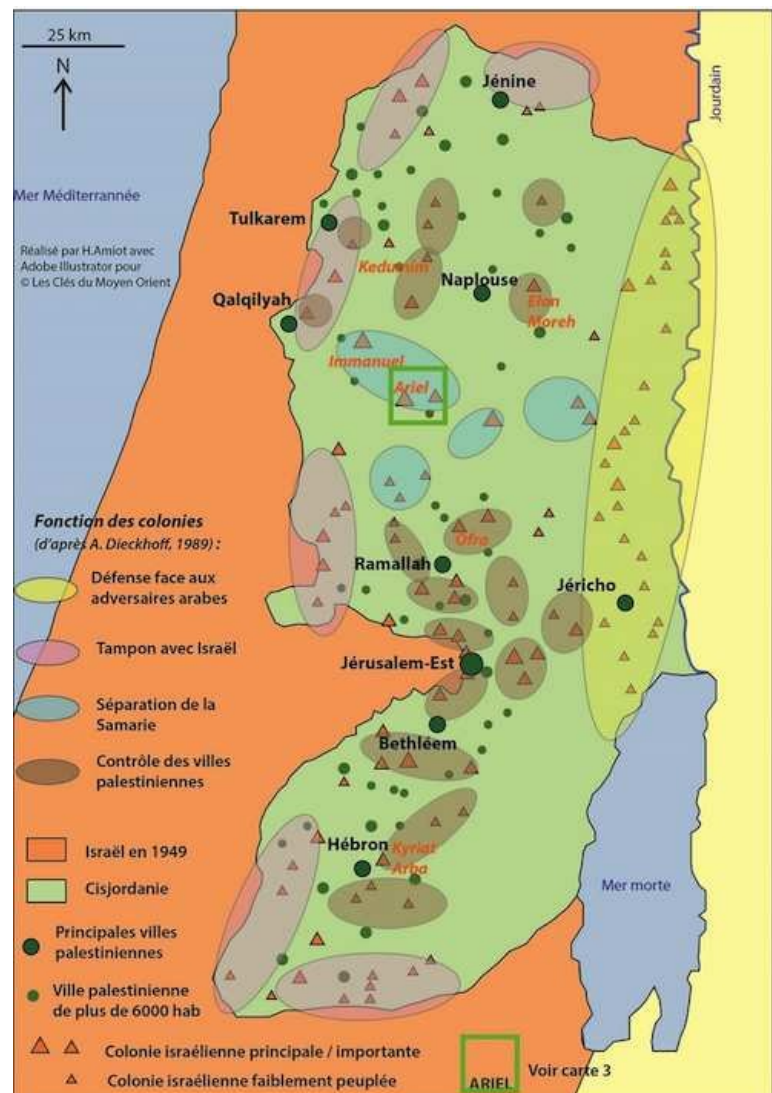 25 km
N
Jourdain
Mer Méditerrannée
Réalisé par H.Amiot avec
Adobe Illustrator pour
© Les Clés du Moyen Orient
Jénine
Tulkarem
Kedumim
Naplouse
Qalqilyah
Elon
Moreh
Immanuel
Ariel
Ofra
Ramallah
Jéricho
Jérusalem-Est
Bethléem
Hébron
Kyriat
Arba
Mer morte
Fonction des colonies
(d'après A. Dieckhoff, 1989) :
Défense face aux
adversaires arabes
Tampon avec Israël
Séparation de la
Samarie
Contrôle des villes
palestiniennes
Israël en 1949
Cisjordanie
Principales villes
palestiniennes
Ville palestinienne
de plus de 6000 hab
Colonie israélienne principale / importante
Colonie israélienne faiblement peuplée
ARIEL
Voir carte 3